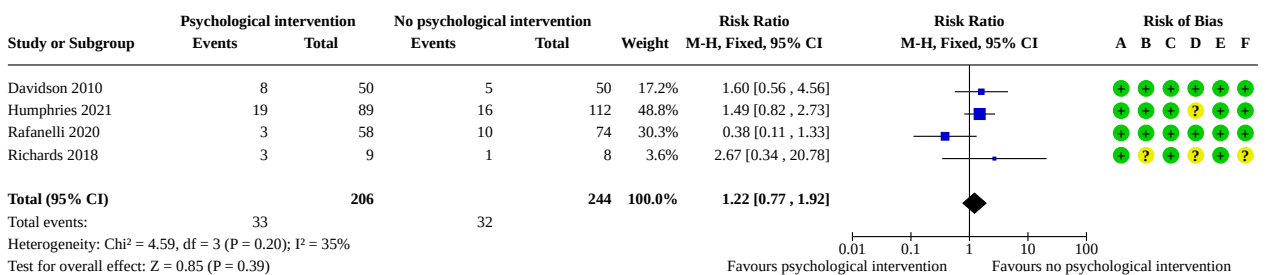 Psychological intervention No psychological intervention Risk Ratio Risk Ratio Risk of Bias
Study or Subgroup Events Total Events Total Weight M-H, Fixed, 95% CI M-H, Fixed, 95% CI A B C D E F
Davidson 2010 8 50 5 50 17.2% 1.60 [0.56 , 4.56] + + + + + +
Humphries 2021 19 89 16 112 48.8% 1.49 [0.82 , 2.73] + + + ? + +
Rafanelli 2020 3 58 10 74 30.3% 0.38 [0.11 , 1.33] + + + + + +
Richards 2018 3 9 1 8 3.6% 2.67 [0.34 , 20.78] + ? + ? + ?
Total (95% CI) 206 244 100.0% 1.22 [0.77 , 1.92]
Total events: 33 32
Heterogeneity: Chi² = 4.59, df = 3 (P = 0.20); I² = 35%
0.01 0.1 1 10 100
Test for overall effect: Z = 0.85 (P = 0.39) Favours psychological intervention Favours no psychological intervention